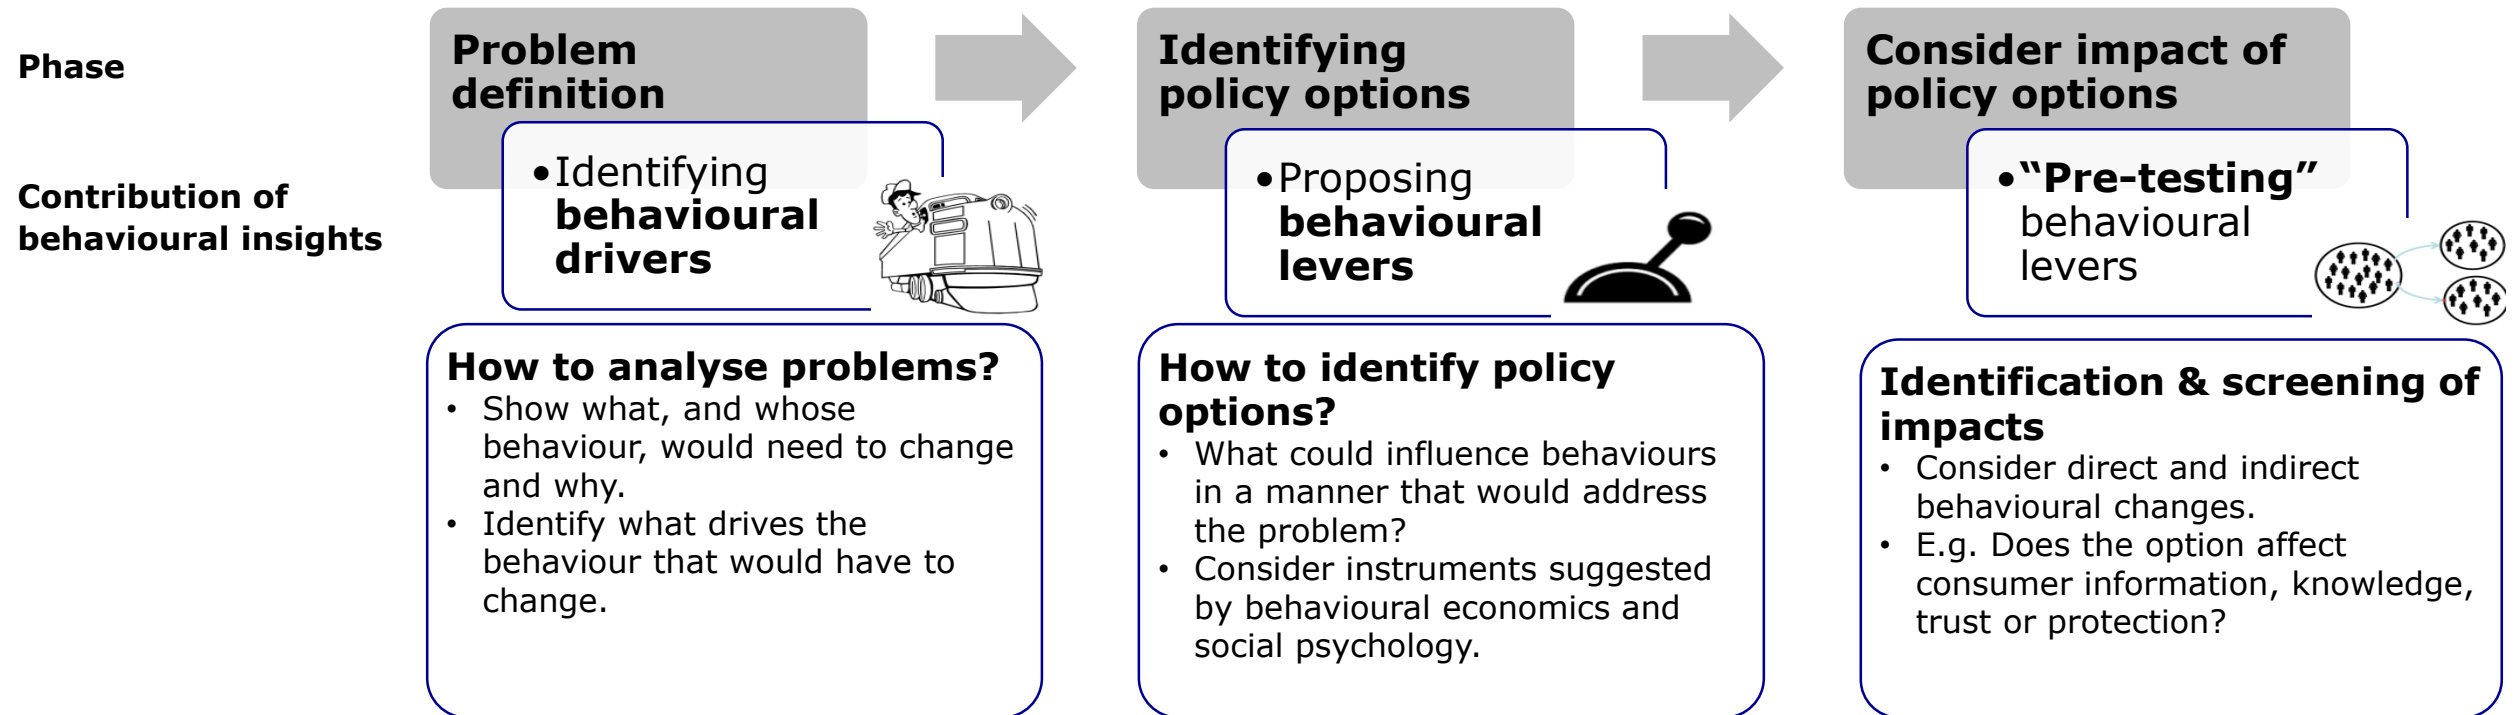 Phase
Problem
definition
Identifying
policy options
Consider impact of
policy options
Contribution of
behavioural insights
•Identifying
behavioural
drivers
•Proposing
behavioural
levers
•“Pre-testing”
behavioural
levers
How to analyse problems?
• Show what, and whose
behaviour, would need to change
and why.
• Identify what drives the
behaviour that would have to
change.
How to identify policy
options?
• What could influence behaviours
in a manner that would address
the problem?
• Consider instruments suggested
by behavioural economics and
social psychology.
Identification & screening of
impacts
• Consider direct and indirect
behavioural changes.
• E.g. Does the option affect
consumer information, knowledge,
trust or protection?